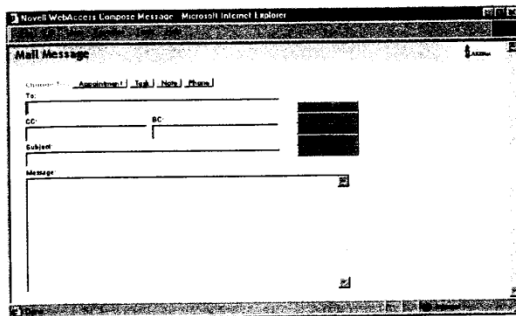 Novell WebAccess Compose Message - Microsoft Internet Explorer
Mail Message
Appointment Task Note Phone
To:
CC: BC:
Subject
Message